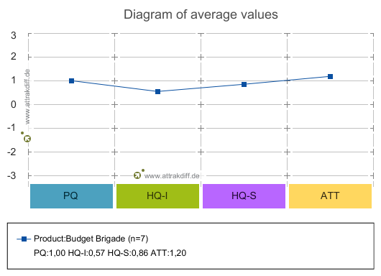 Diagram of average values
3
2
1
0
-1
-2
-3
www.attrakdiff.de
www.attrakdiff.de
PQ
HQ-I
HQ-S
ATT
Product:Budget Brigade (n=7)
PQ:1,00 HQ-I:0,57 HQ-S:0,86 ATT:1,20